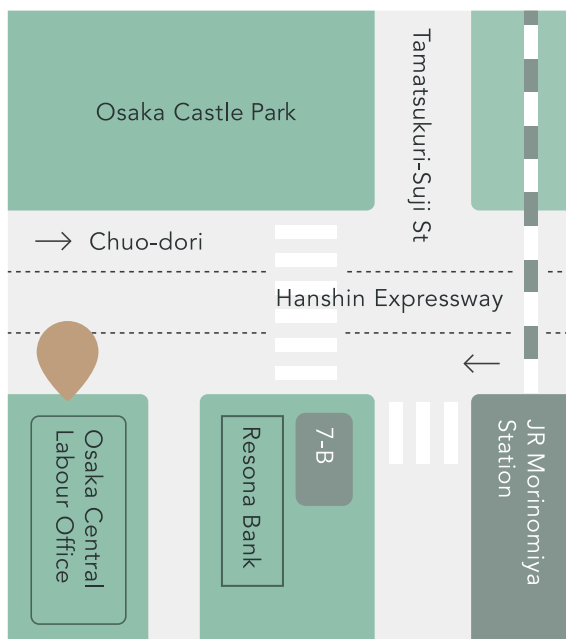 Osaka Castle Park
Tamatsukuri-Suji St
Chuo-dori
Hanshin Expressway
Osaka Central
Labour Office
Resona Bank
7-B
JR Morinomiya
Station